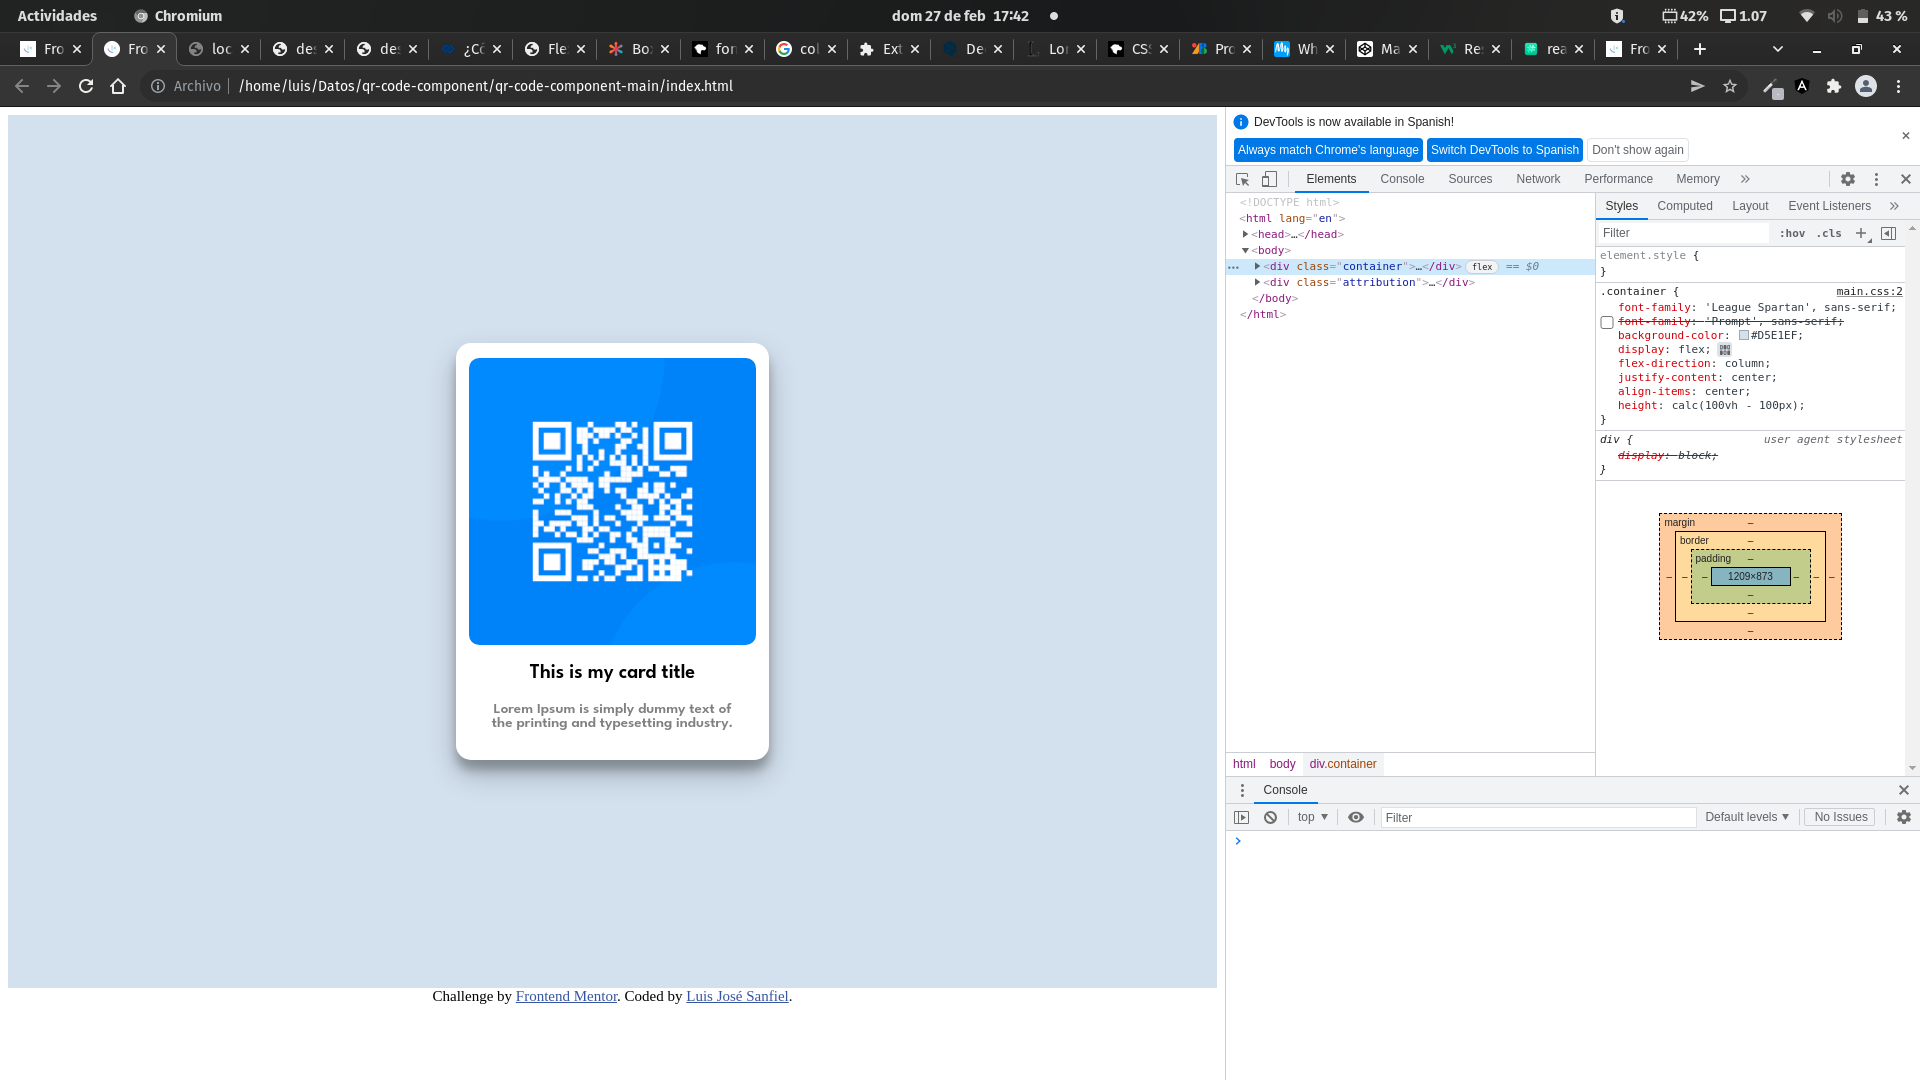 Actividades
Chromium
dom 27 de feb 17:42
42%
1.07
43 %
Fro
Fro
loc
des
des
¿Có
Fle
Box
fon
col
Ext
De
Lor
CSS
Pro
Wh
Ma
Res
rea
Fro
Archivo
/home/luis/Datos/qr-code-component/qr-code-component-main/index.html
This is my card title
Lorem Ipsum is simply dummy text of
the printing and typesetting industry.
Challenge by Frontend Mentor. Coded by Luis José Sanfiel.
DevTools is now available in Spanish!
Always match Chrome's language
Switch DevTools to Spanish
Don't show again
Elements
Console
Sources
Network
Performance
Memory
<!DOCTYPE html>
<html lang="en">
<head>…</head>
<body>
<div class="container">…</div> flex == $0
<div class="attribution">…</div>
</body>
</html>
html
body
div.container
Styles
Computed
Layout
Event Listeners
Filter
:hov
.cls
element.style {
}
.container {
main.css:2
font-family: 'League Spartan', sans-serif;
font-family: 'Prompt', sans-serif;
background-color: #D5E1EF;
display: flex;
flex-direction: column;
justify-content: center;
align-items: center;
height: calc(100vh - 100px);
}
div {
user agent stylesheet
display: block;
}
margin
–
border
–
padding
–
– – – 1209×873 – – –
–
–
–
Console
top
Filter
Default levels
No Issues